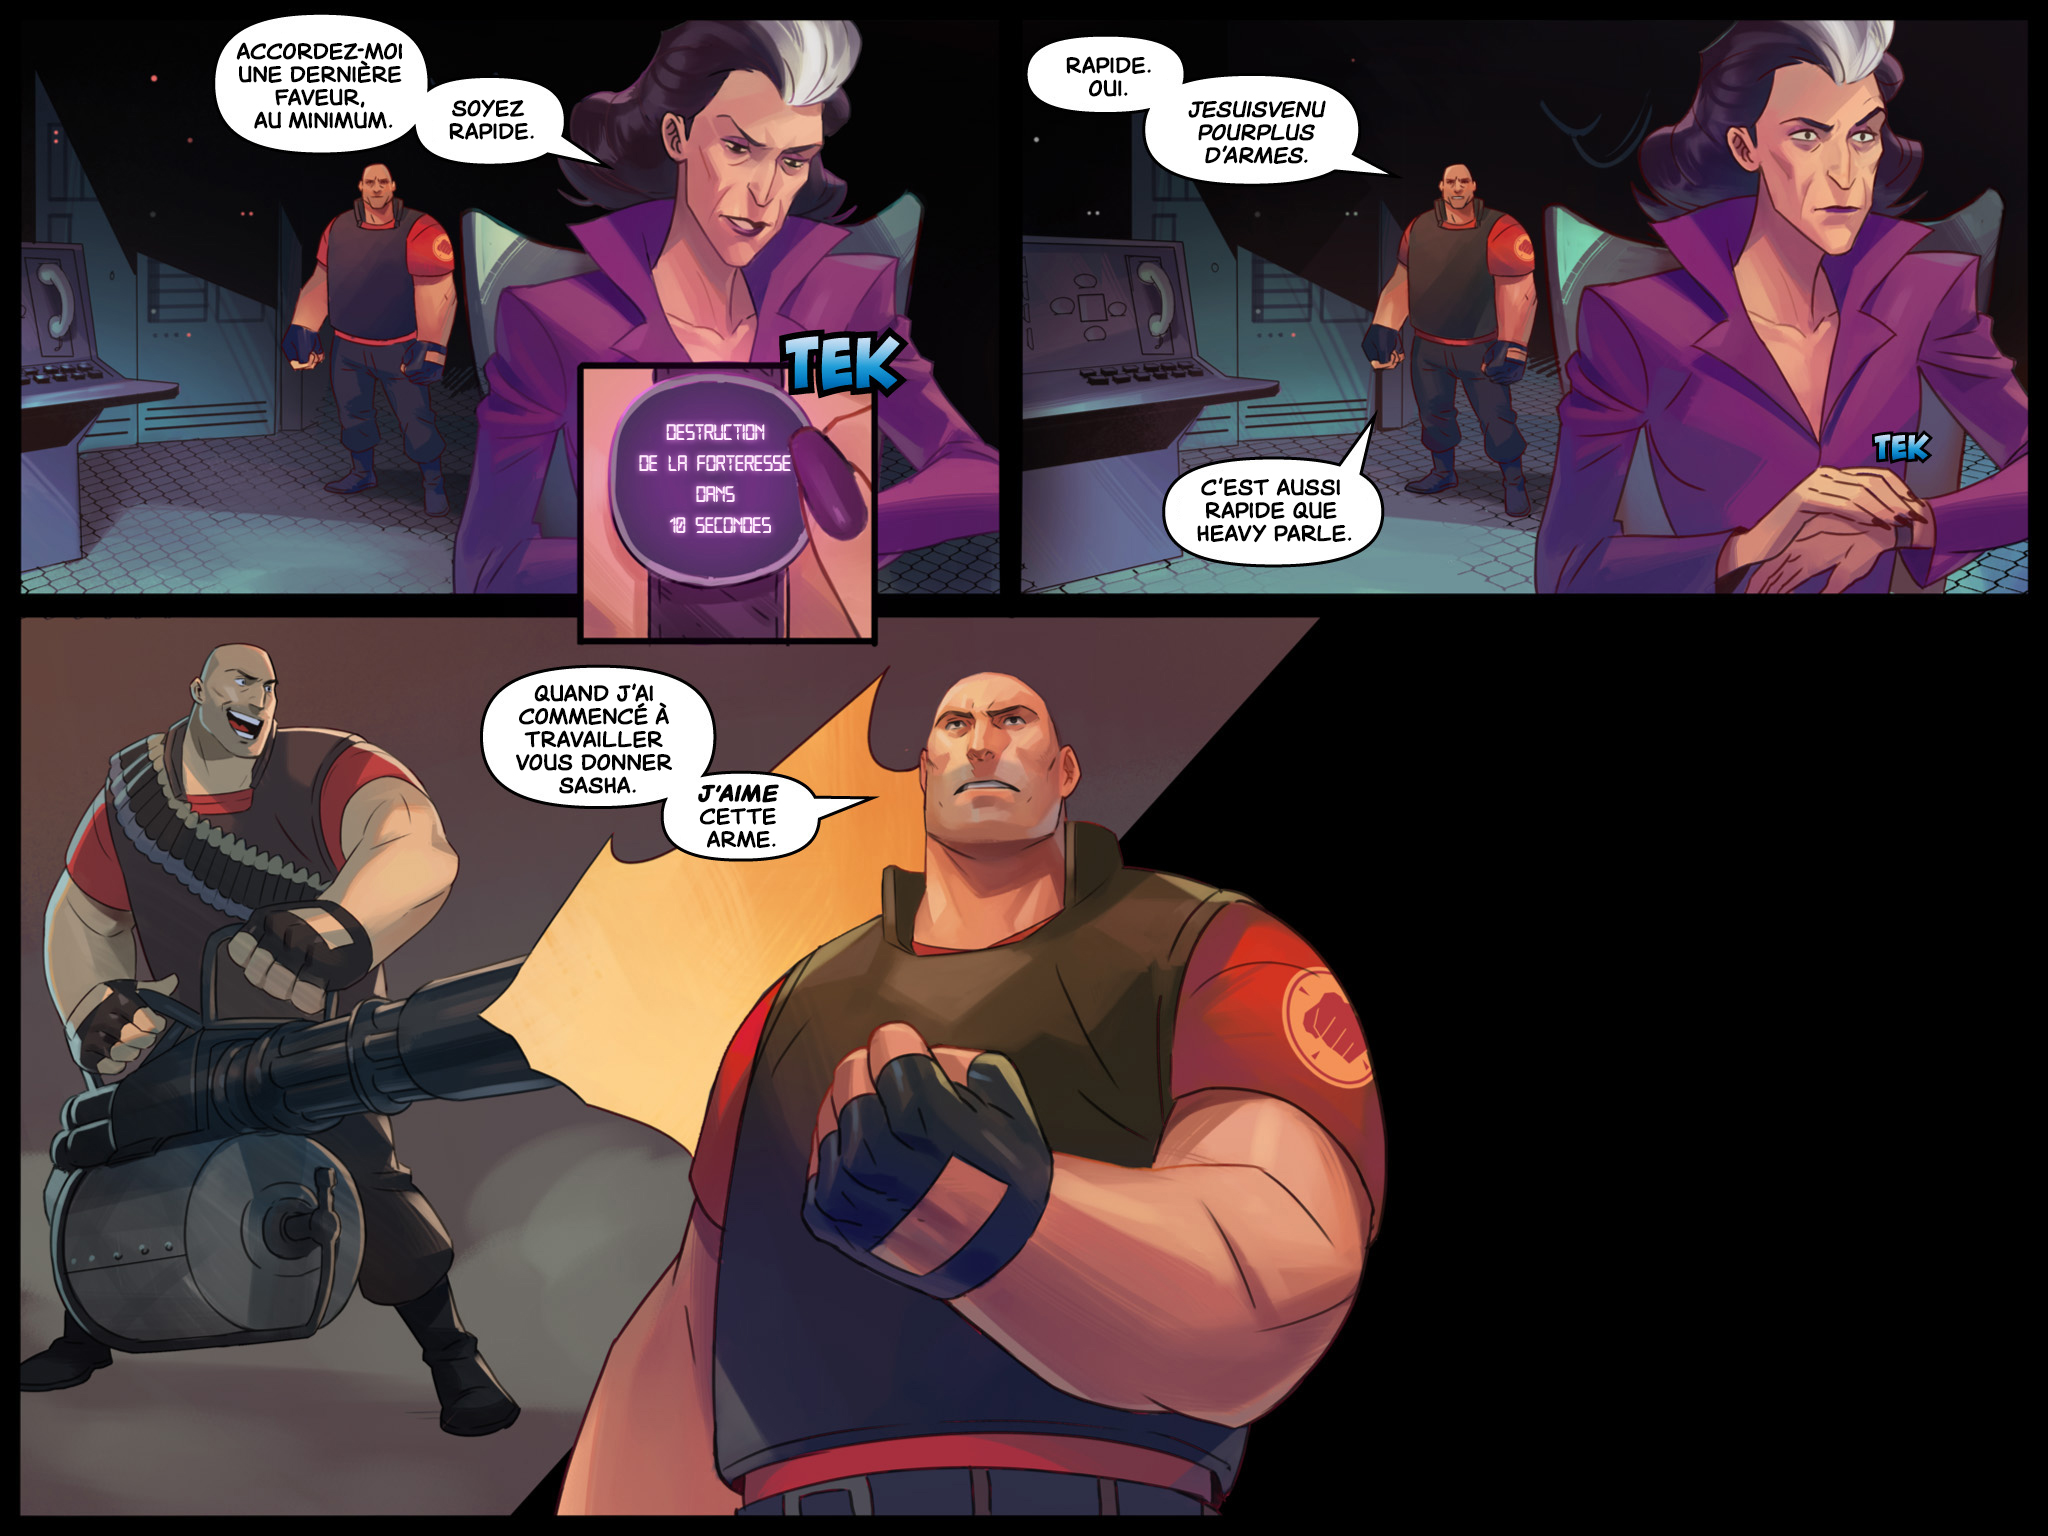 ACCORDEZ-MOI
UNE DERNIÈRE
FAVEUR,
AU MINIMUM.
SOYEZ
RAPIDE.
TEK
DESTRUCTION
DE LA FORTERESSE
DANS
10 SECONDES
RAPIDE.
OUI.
JESUISVENU
POURPLUS
D'ARMES.
C'EST AUSSI
RAPIDE QUE
HEAVY PARLE.
TEK
QUAND J'AI
COMMENCÉ À
TRAVAILLER
VOUS DONNER
SASHA.
J'AIME
CETTE
ARME.